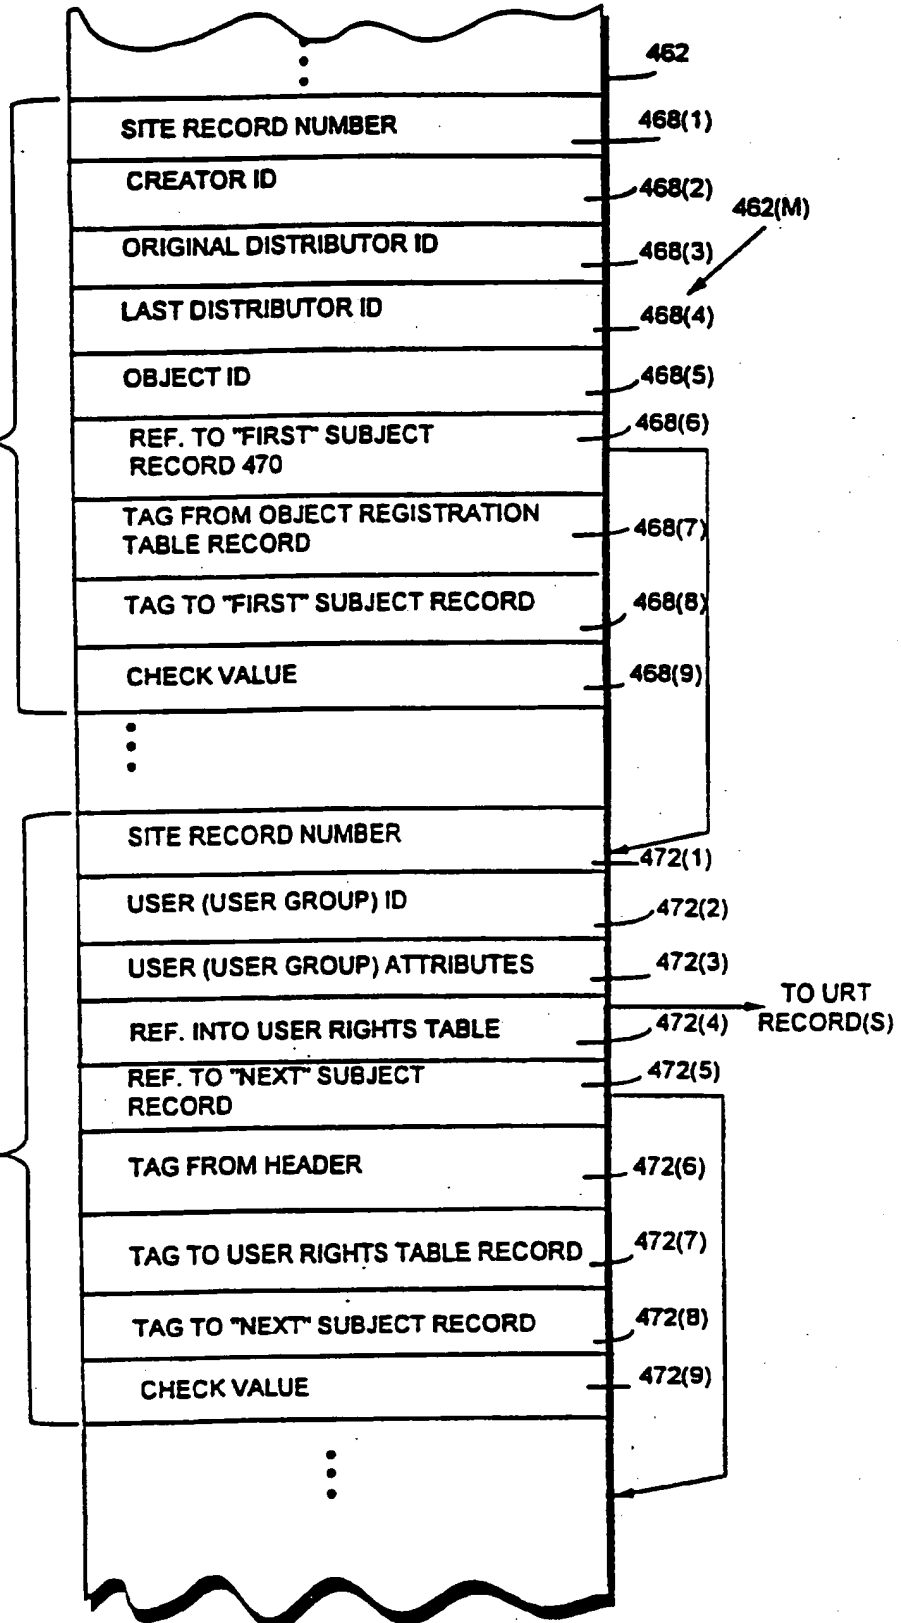 462
SITE RECORD NUMBER 468(1)
CREATOR ID 468(2)
462(M)
ORIGINAL DISTRIBUTOR ID 468(3)
LAST DISTRIBUTOR ID 468(4)
OBJECT ID 468(5)
REF. TO "FIRST" SUBJECT 468(6)
RECORD 470
TAG FROM OBJECT REGISTRATION 468(7)
TABLE RECORD
TAG TO "FIRST" SUBJECT RECORD 468(8)
CHECK VALUE 468(9)
SITE RECORD NUMBER 472(1)
USER (USER GROUP) ID 472(2)
USER (USER GROUP) ATTRIBUTES 472(3)
TO URT
RECORD(S)
REF. INTO USER RIGHTS TABLE 472(4)
REF. TO "NEXT" SUBJECT 472(5)
RECORD
TAG FROM HEADER 472(6)
TAG TO USER RIGHTS TABLE RECORD 472(7)
TAG TO "NEXT" SUBJECT RECORD 472(8)
CHECK VALUE 472(9)